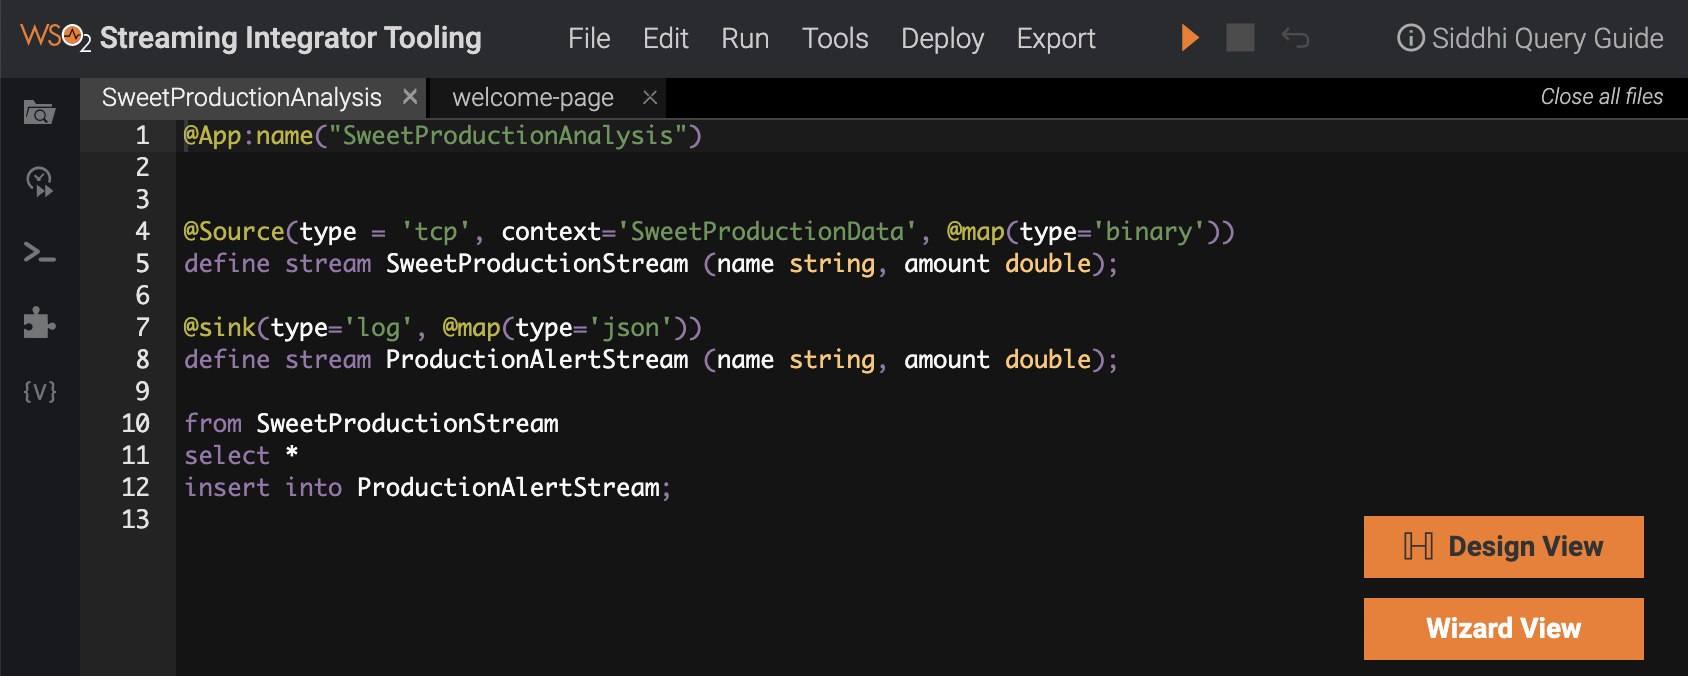 WSO2 Streaming Integrator Tooling File Edit Run Tools Deploy Export Siddhi Query Guide
SweetProductionAnalysis × welcome-page × Close all files
1 @App:name("SweetProductionAnalysis")
2
3
4 @Source(type = 'tcp', context='SweetProductionData', @map(type='binary'))
5 define stream SweetProductionStream (name string, amount double);
6
7 @sink(type='log', @map(type='json'))
8 define stream ProductionAlertStream (name string, amount double);
9
10 from SweetProductionStream
11 select *
12 insert into ProductionAlertStream;
13
{V}
Design View
Wizard View